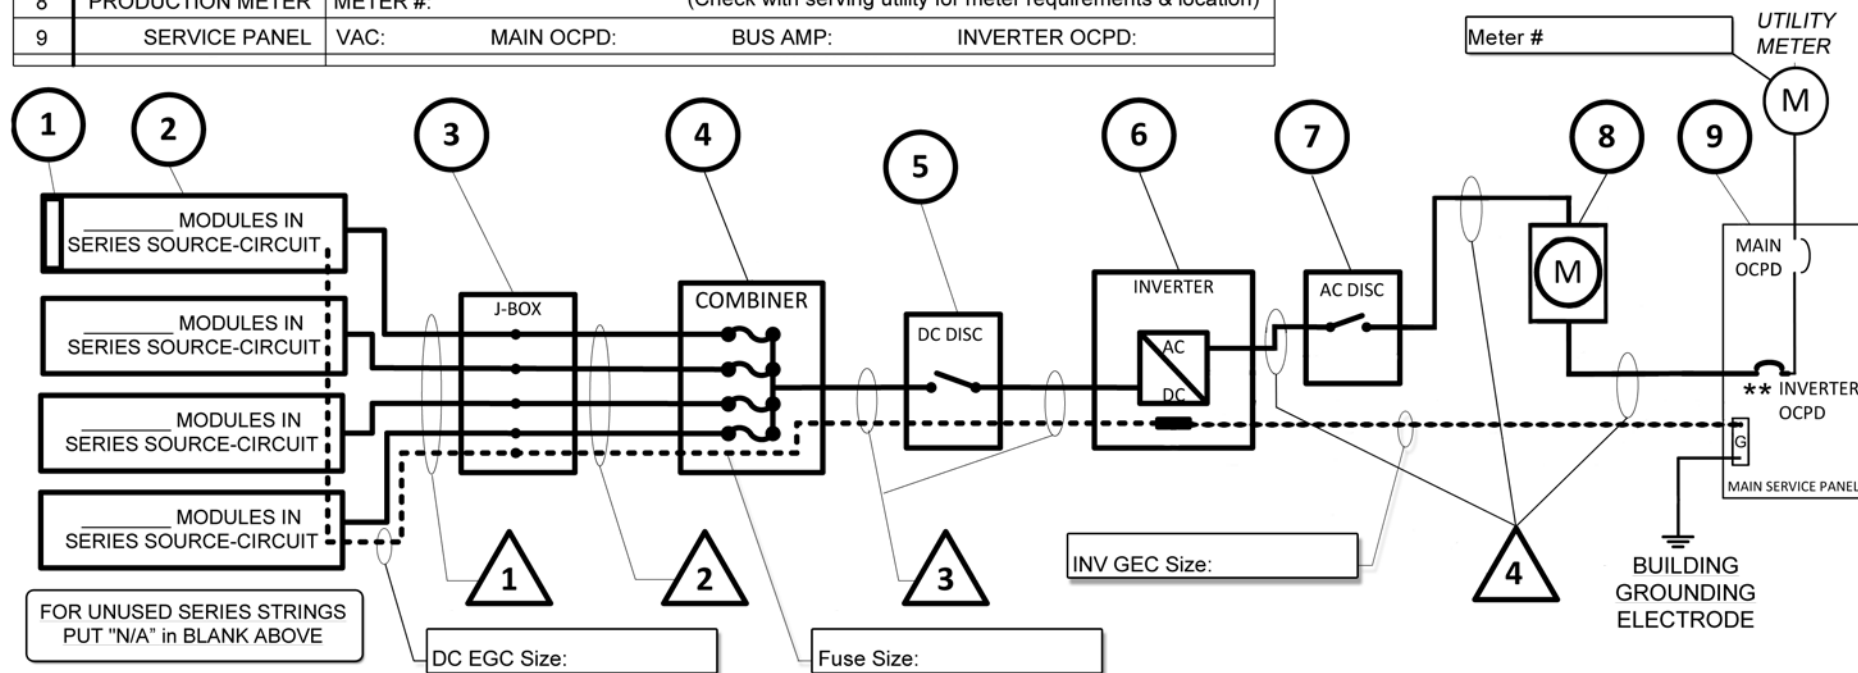 8 PRODUCTION METER METER #: (Check with serving utility for meter requirements & location)
9 SERVICE PANEL VAC: MAIN OCPD: BUS AMP: INVERTER OCPD:
Meter #
UTILITY
METER
M
1
2
3
4
5
6
7
8
9
_______ MODULES IN
SERIES SOURCE-CIRCUIT
_______ MODULES IN
SERIES SOURCE-CIRCUIT
_______ MODULES IN
SERIES SOURCE-CIRCUIT
_______ MODULES IN
SERIES SOURCE-CIRCUIT
J-BOX
COMBINER
DC DISC
INVERTER
AC
DC
AC DISC
M
MAIN
OCPD
** INVERTER
OCPD
G
MAIN SERVICE PANEL
FOR UNUSED SERIES STRINGS
PUT "N/A" in BLANK ABOVE
1
2
3
4
DC EGC Size:
Fuse Size:
INV GEC Size:
BUILDING
GROUNDING
ELECTRODE